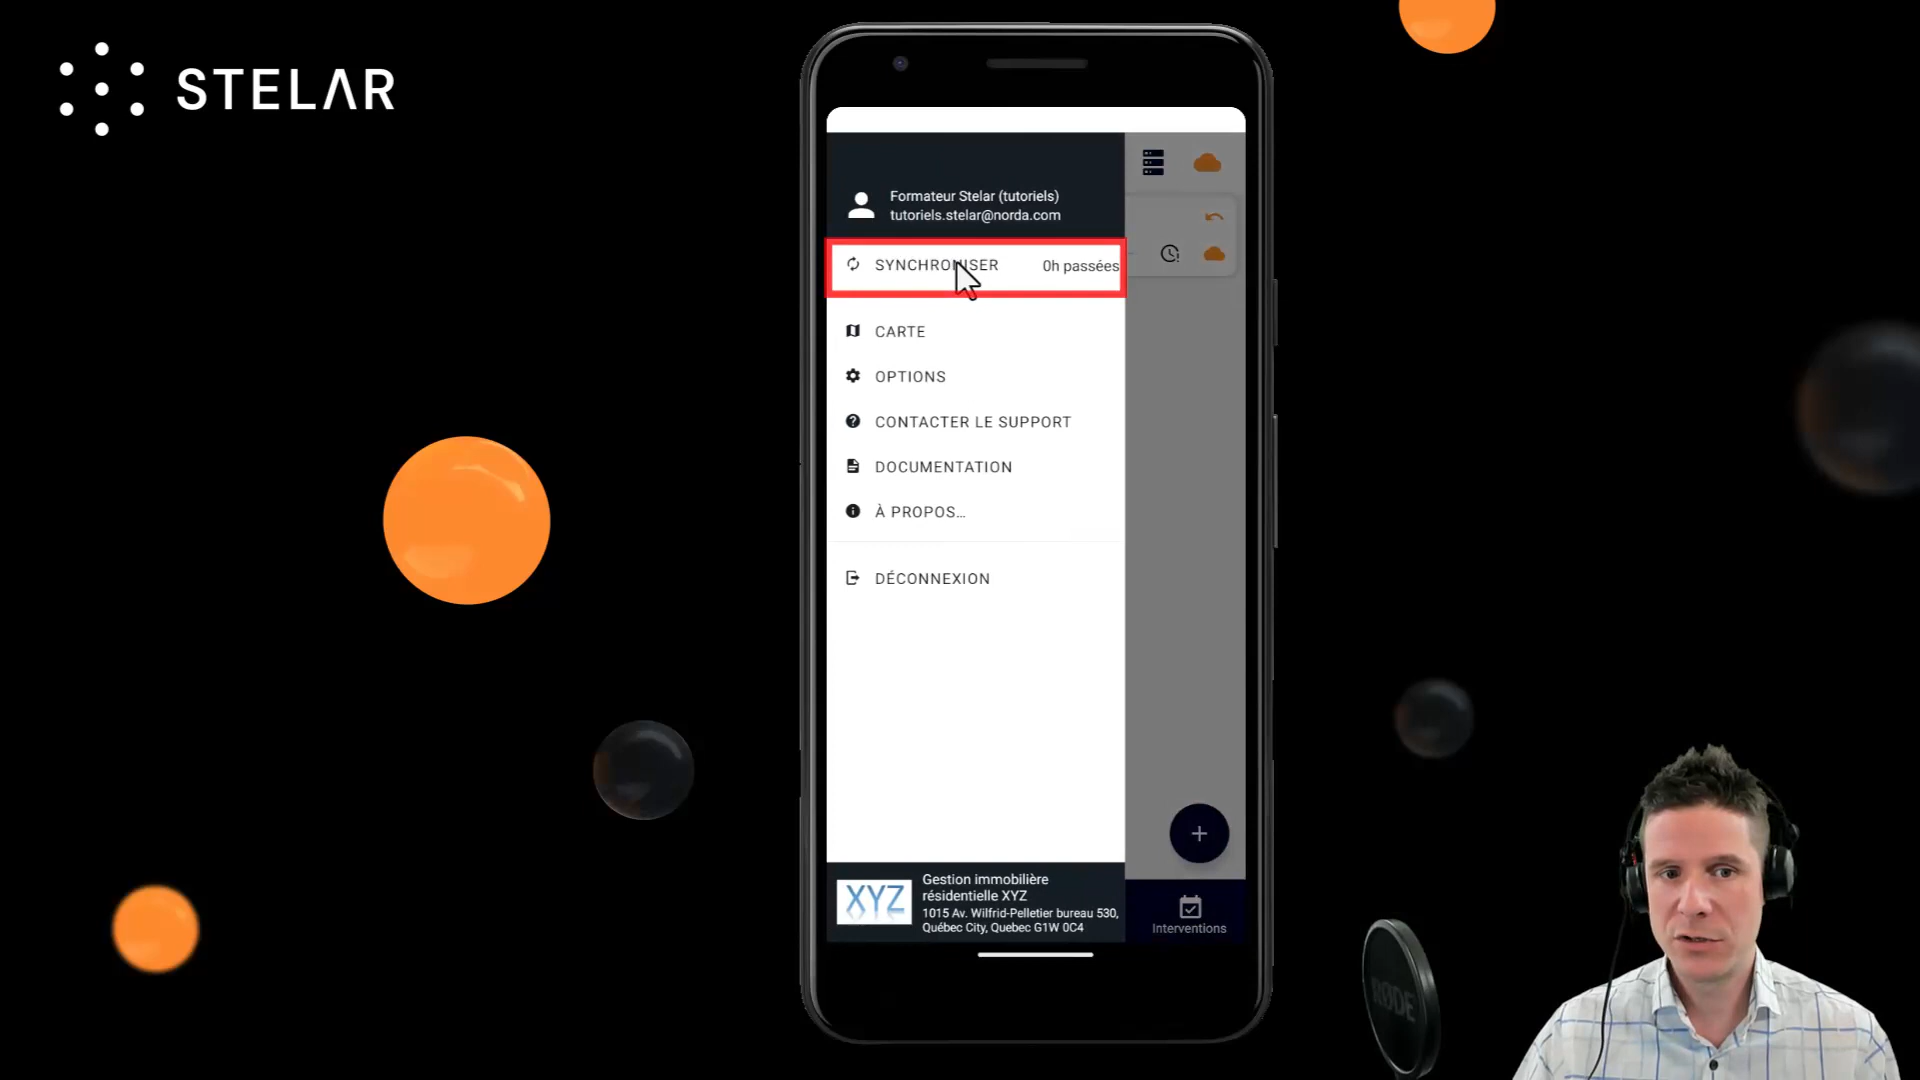 STELAR
Formateur Stelar (tutoriels)
tutoriels.stelar@norda.com
SYNCHRONISER 0h passées
CARTE
OPTIONS
CONTACTER LE SUPPORT
DOCUMENTATION
À PROPOS...
DÉCONNEXION
XYZ
Gestion immobilière
résidentielle XYZ
1015 Av. Wilfrid-Pelletier bureau 530,
Québec City, Quebec G1W 0C4
Interventions
RØDE